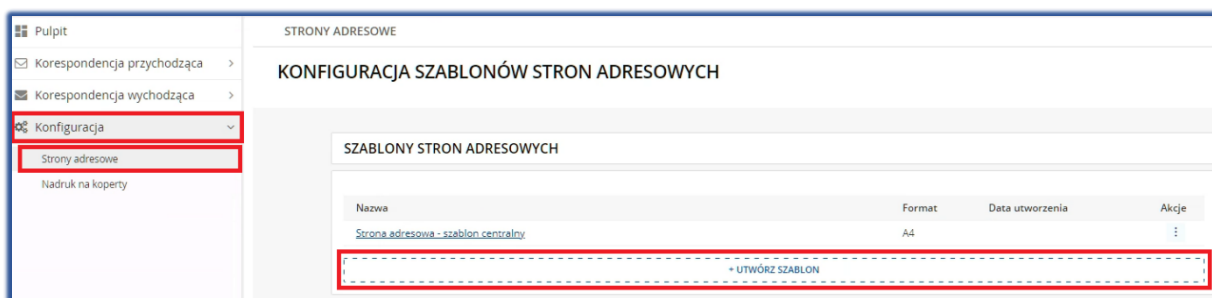 Pulpit
Korespondencja przychodząca
Korespondencja wychodząca
Konfiguracja
Strony adresowe
Nadruk na koperty
STRONY ADRESOWE
KONFIGURACJA SZABLONÓW STRON ADRESOWYCH
SZABLONY STRON ADRESOWYCH
Nazwa Format Data utworzenia Akcje
Strona adresowa - szablon centralny A4
+ UTWÓRZ SZABLON